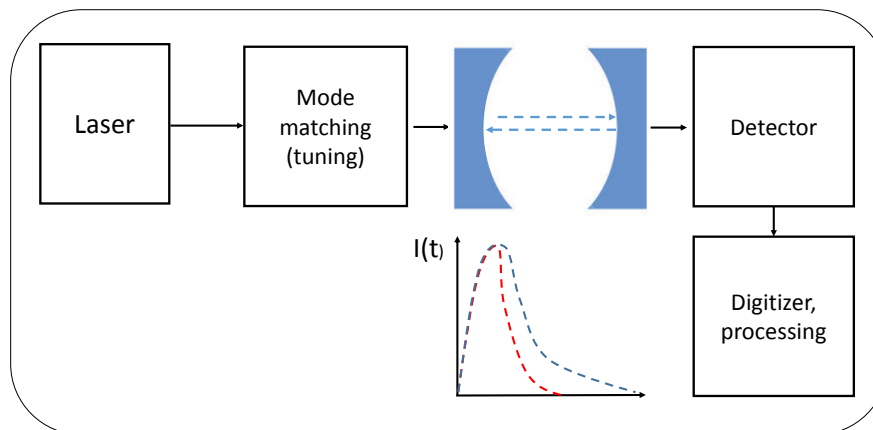 Laser
Mode
matching
(tuning)
Detector
I(t)
Digitizer,
processing